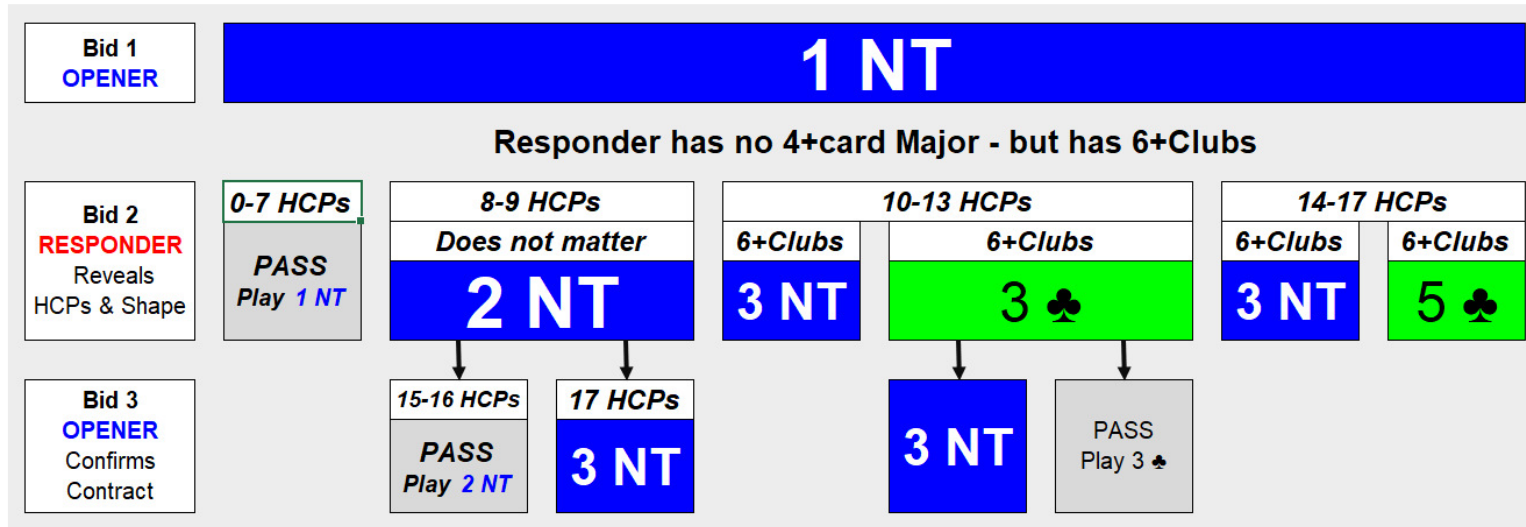 Bid 1
OPENER
1 NT
Responder has no 4+card Major - but has 6+Clubs
Bid 2
RESPONDER
Reveals
HCPs & Shape
0-7 HCPs
PASS
Play 1 NT
8-9 HCPs
Does not matter
2 NT
10-13 HCPs
6+Clubs
3 NT
6+Clubs
3 ♣
14-17 HCPs
6+Clubs
3 NT
6+Clubs
5 ♣
Bid 3
OPENER
Confirms
Contract
15-16 HCPs
PASS
Play 2 NT
17 HCPs
3 NT
3 NT
PASS
Play 3 ♣